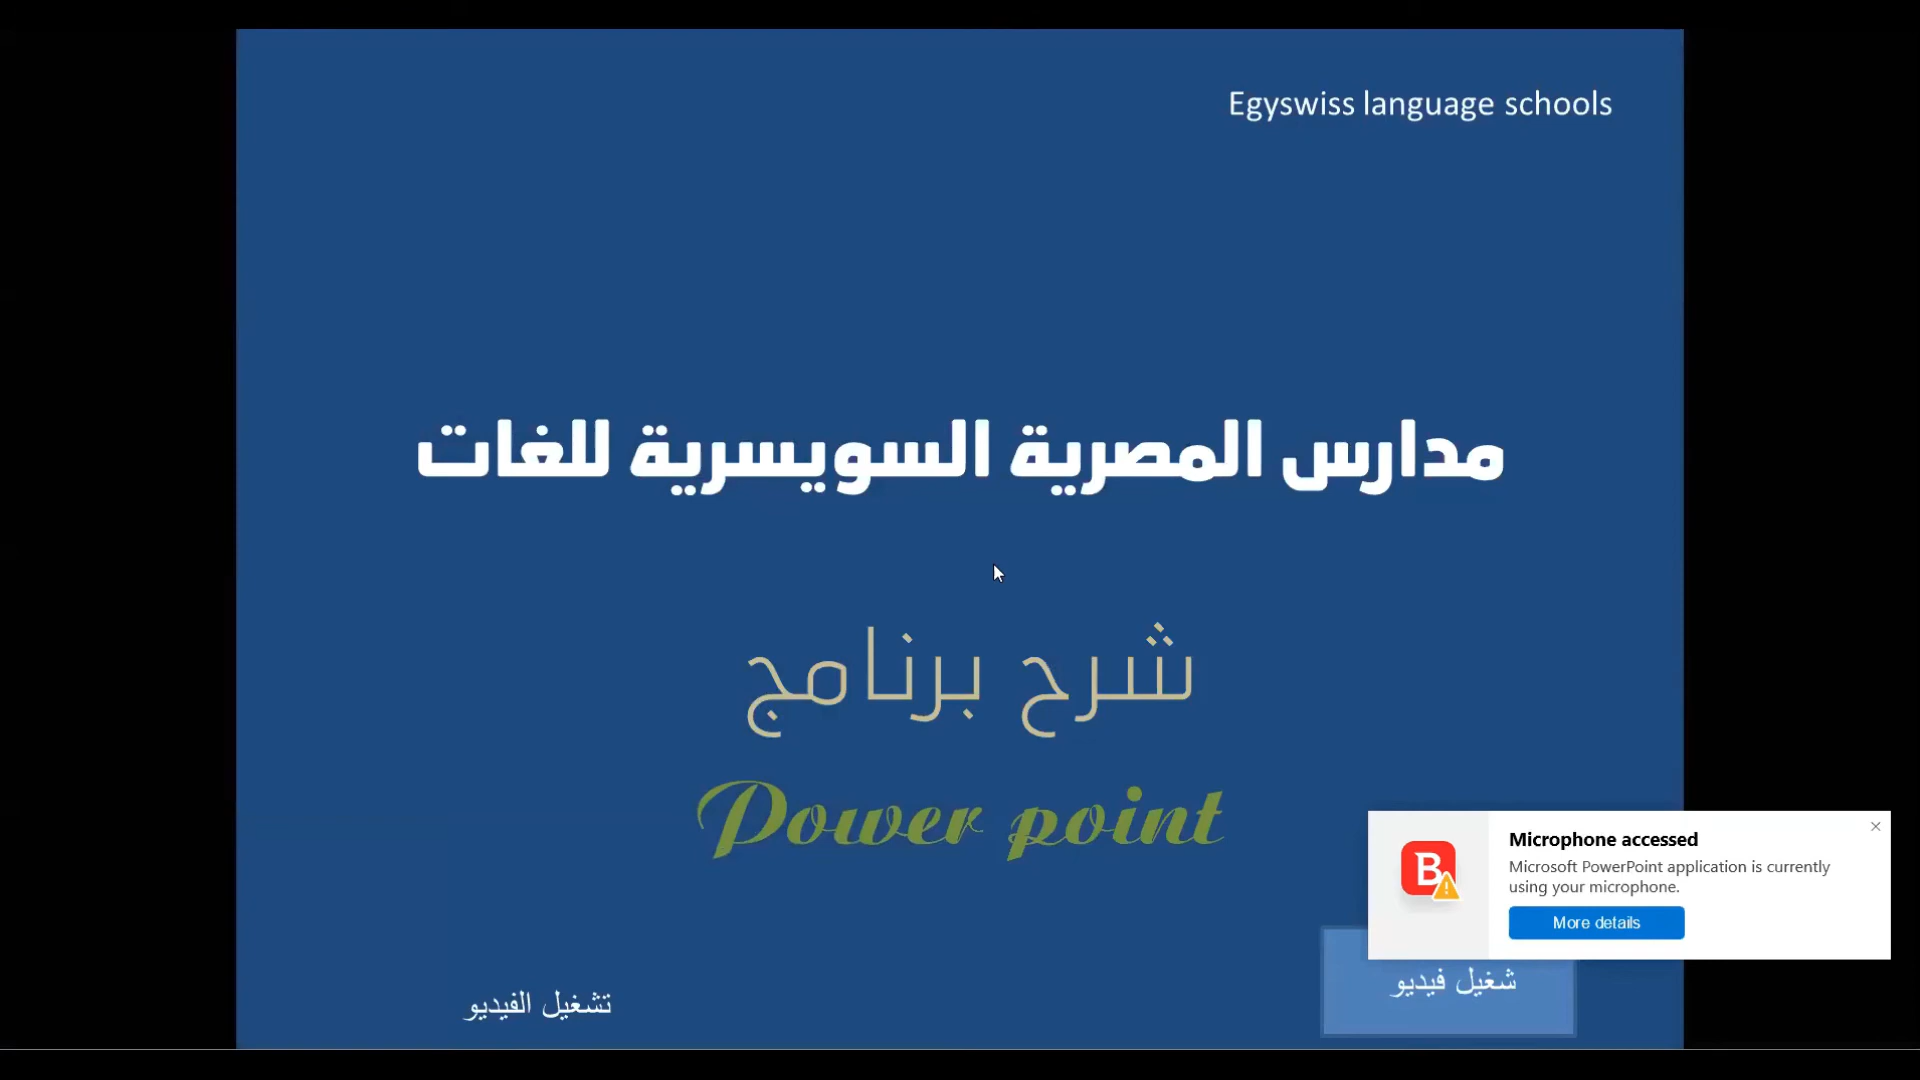 Egyswiss language schools
مدارس المصرية السويسرية للغات
شرح برنامج
Power point
Microphone accessed
Microsoft PowerPoint application is currently
using your microphone.
More details
شغيل فيديو
تشغيل الفيديو